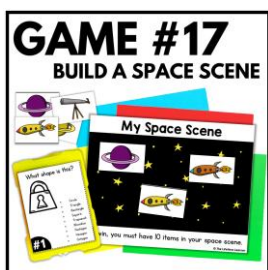 GAME #17
BUILD A SPACE SCENE
My Space Scene
What shape is this?
#1
win, you must have 10 items in your space scene.